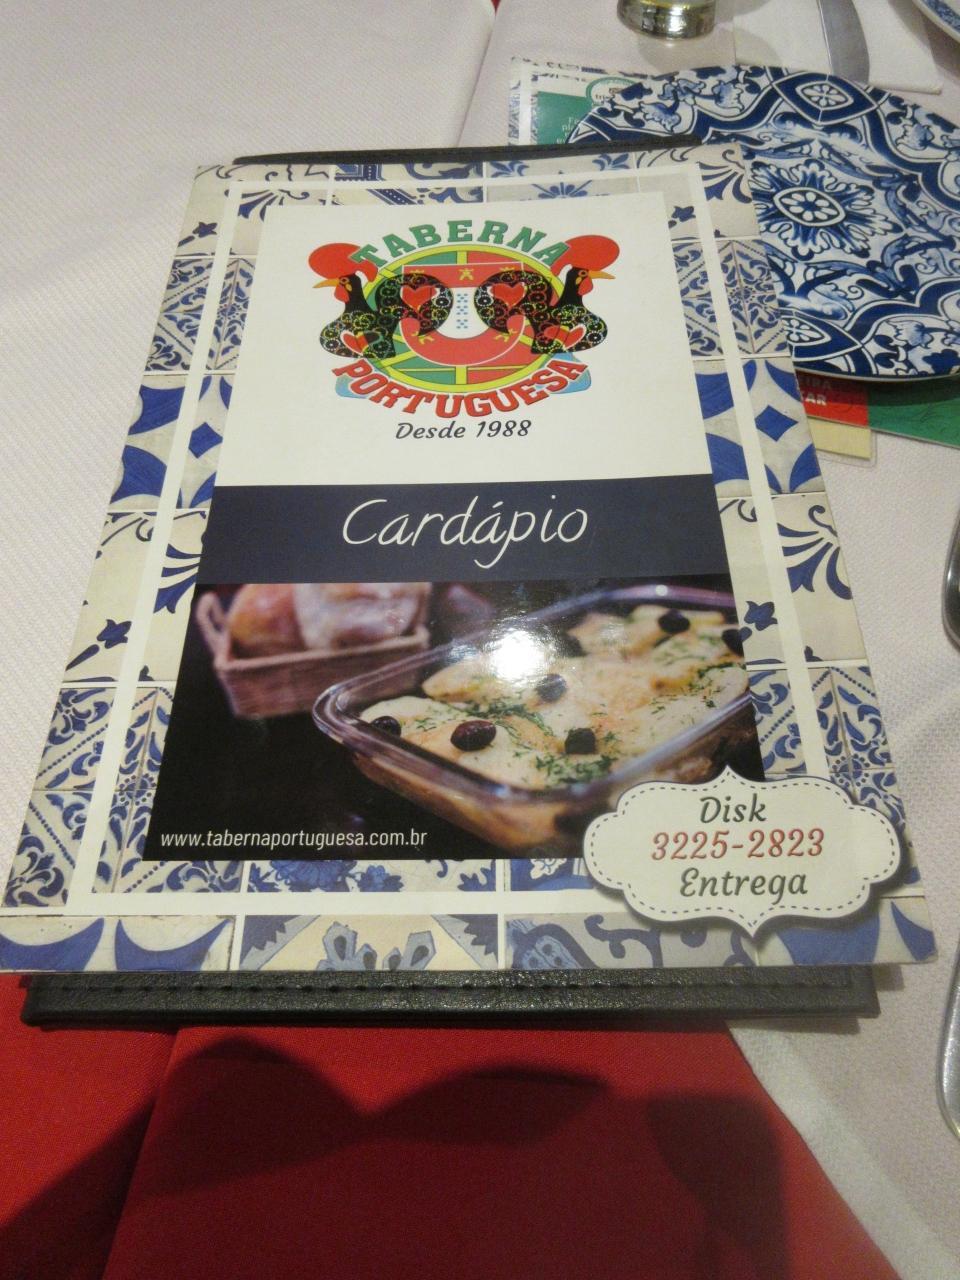 TABERNA
PORTUGUESA
Desde 1988
Cardápio
www.tabernaportuguesa.com.br
Disk
3225-2823
Entrega